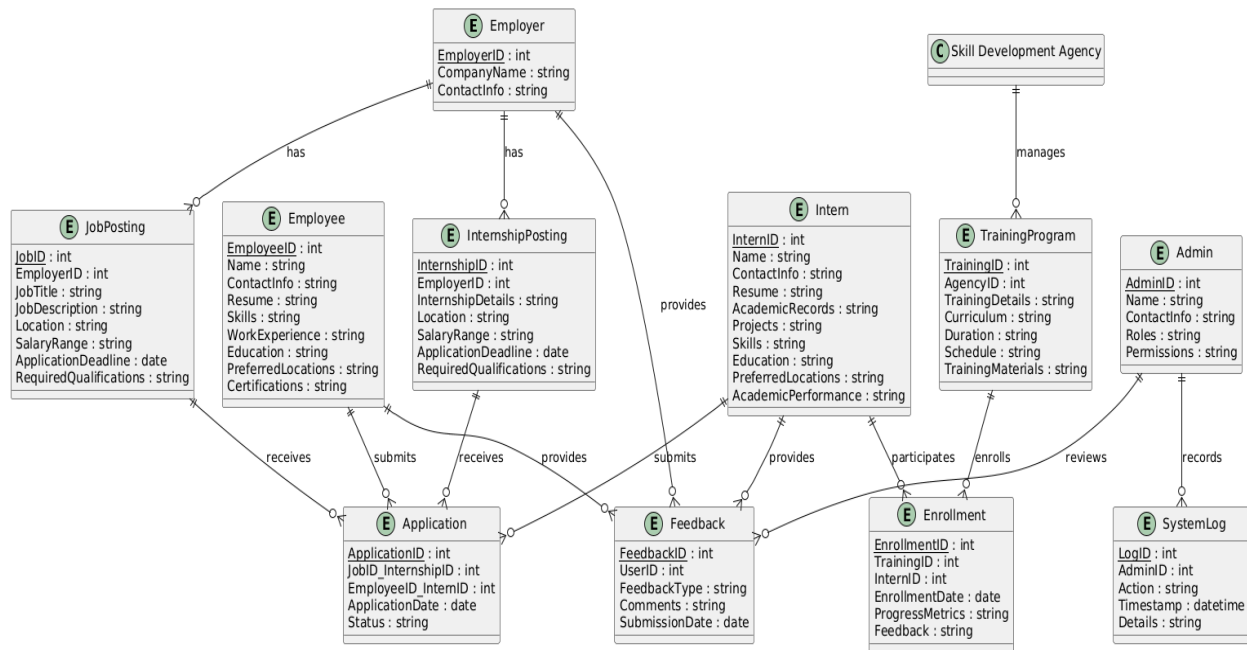 E Employer
EmployerID : int
CompanyName : string
ContactInfo : string
C Skill Development Agency
has
has
manages
provides
E JobPosting
JobID : int
EmployerID : int
JobTitle : string
JobDescription : string
Location : string
SalaryRange : string
ApplicationDeadline : date
RequiredQualifications : string
E Employee
EmployeeID : int
Name : string
ContactInfo : string
Resume : string
Skills : string
WorkExperience : string
Education : string
PreferredLocations : string
Certifications : string
E InternshipPosting
InternshipID : int
EmployerID : int
InternshipDetails : string
Location : string
SalaryRange : string
ApplicationDeadline : date
RequiredQualifications : string
E Intern
InternID : int
Name : string
ContactInfo : string
Resume : string
AcademicRecords : string
Projects : string
Skills : string
Education : string
PreferredLocations : string
AcademicPerformance : string
E TrainingProgram
TrainingID : int
AgencyID : int
TrainingDetails : string
Curriculum : string
Duration : string
Schedule : string
TrainingMaterials : string
E Admin
AdminID : int
Name : string
ContactInfo : string
Roles : string
Permissions : string
receives
submits
receives
provides
submits
provides
participates
enrolls
reviews
records
E Application
ApplicationID : int
JobID_InternshipID : int
EmployeeID_InternID : int
ApplicationDate : date
Status : string
E Feedback
FeedbackID : int
UserID : int
FeedbackType : string
Comments : string
SubmissionDate : date
E Enrollment
EnrollmentID : int
TrainingID : int
InternID : int
EnrollmentDate : date
ProgressMetrics : string
Feedback : string
E SystemLog
LogID : int
AdminID : int
Action : string
Timestamp : datetime
Details : string